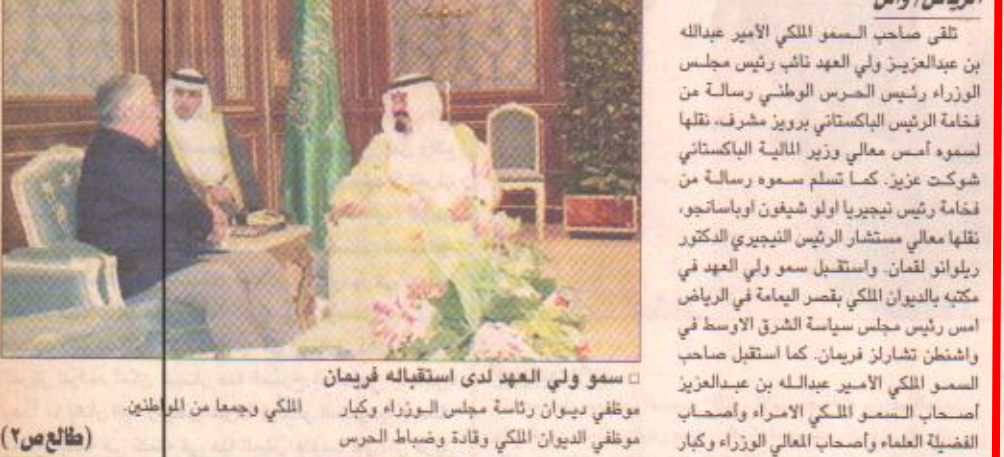 الرياض/واس
تلقى صاحب السمو الملكي الأمير عبدالله
بن عبدالعزيز ولي العهد نائب رئيس مجلس
الوزراء رئيس الحرس الوطني رسالة من
فخامة الرئيس الباكستاني برويز مشرف، نقلها
لسموه أمس معالي وزير المالية الباكستاني
شوكت عزيز. كما تسلم سموه رسالة من
فخامة رئيس نيجيريا اولو شيغون اوباسانجو،
نقلها معالي مستشار الرئيس النيجيري الدكتور
ريلوانو لقمان. واستقبل سمو ولي العهد في
مكتبه بالديوان الملكي بقصر اليمامة في الرياض
امس رئيس مجلس سياسة الشرق الاوسط في
واشنطن تشارلز فريمان. كما استقبل صاحب
السمو الملكي الأمير عبدالله بن عبدالعزيز
أصحاب السمو الملكي الامراء وأصحاب
الفضيلة العلماء وأصحاب المعالي الوزراء وكبار
□ سمو ولي العهد لدى استقباله فريمان
موظفي ديوان رئاسة مجلس الوزراء وكبار
موظفي الديوان الملكي وقادة وضباط الحرس
الملكي وجمعا من المواطنين.
(طالع ص٢)